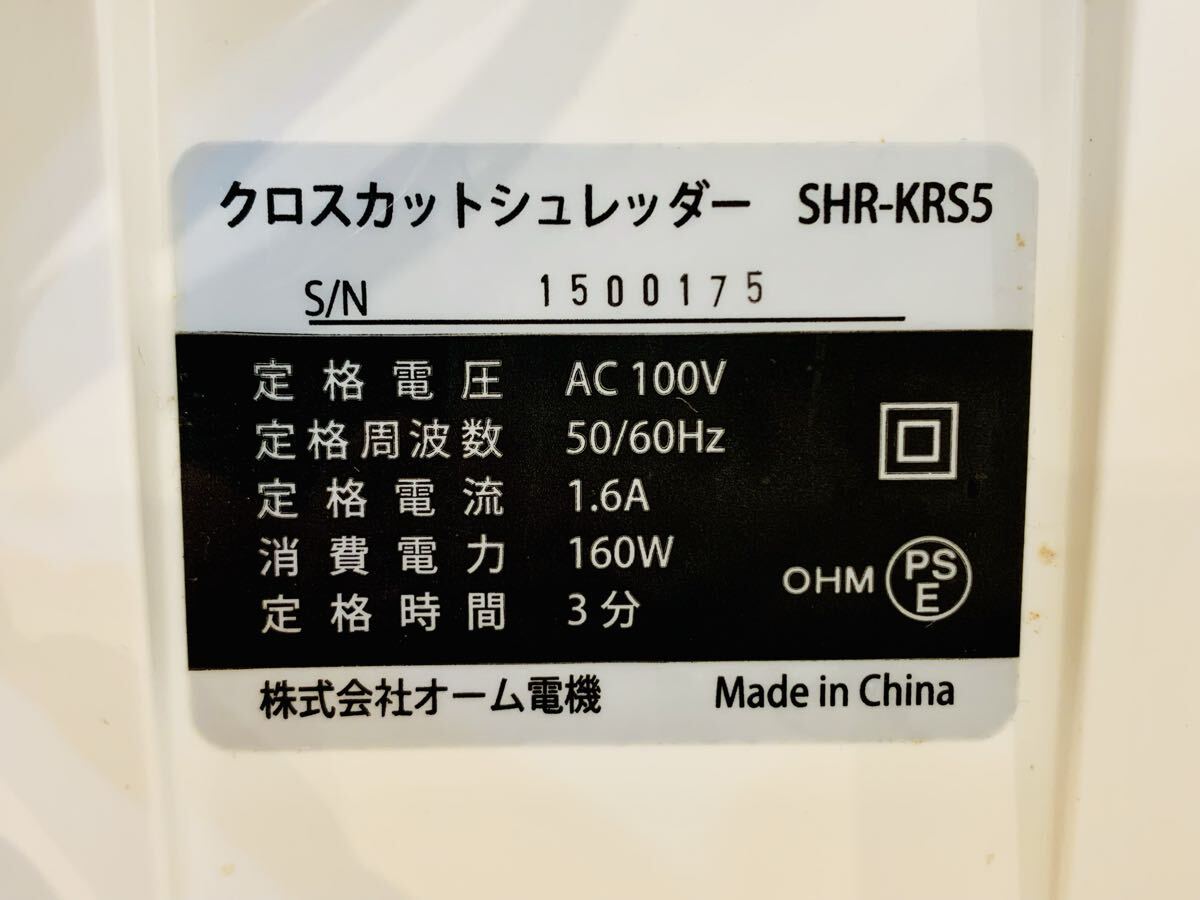 クロスカットシュレッダー SHR-KRS5
S/N 1500175
定格電圧 AC 100V
定格周波数 50/60Hz
定格電流 1.6A
消費電力 160W
定格時間 3分
OHM PSE
株式会社オーム電機 Made in China